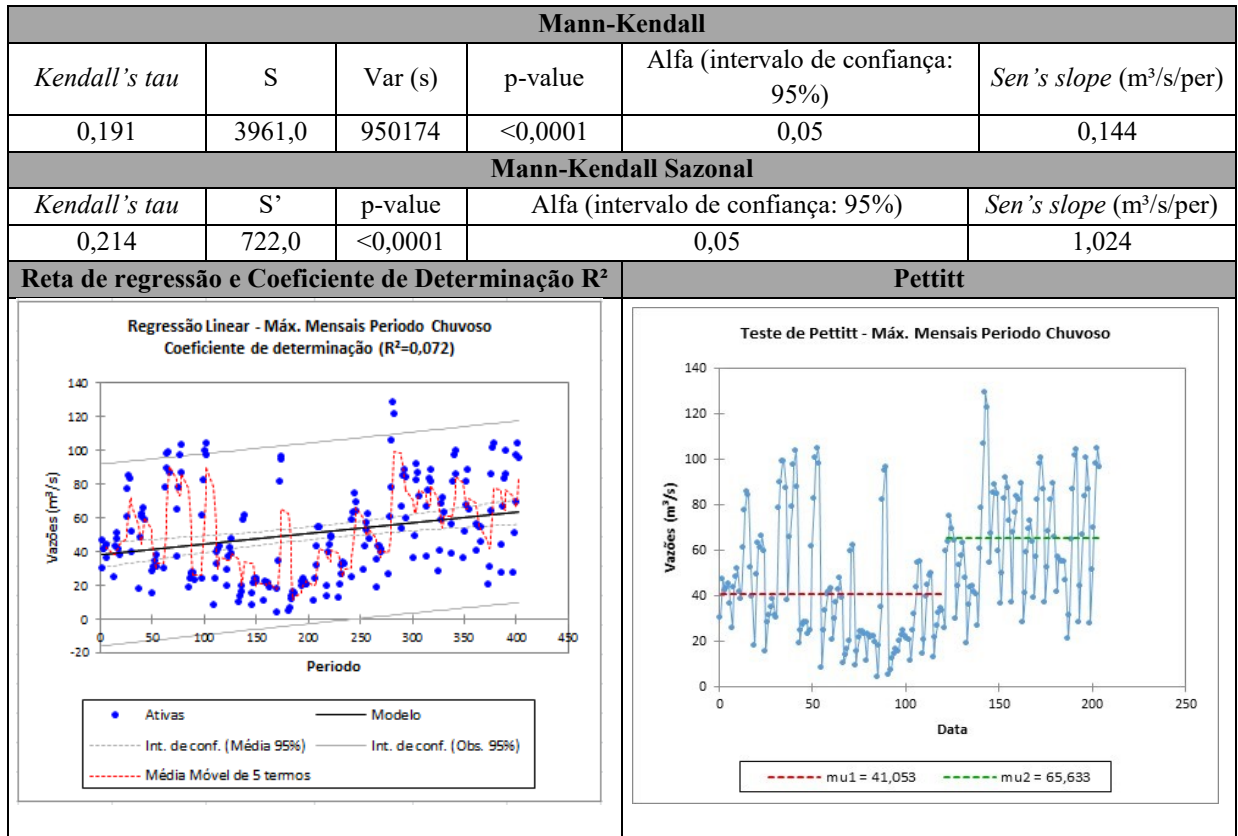 Mann-Kendall
Kendall's tau S Var (s) p-value Alfa (intervalo de confiança: 95%) Sen's slope (m³/s/per)
0,191 3961,0 950174 <0,0001 0,05 0,144
Mann-Kendall Sazonal
Kendall's tau S' p-value Alfa (intervalo de confiança: 95%) Sen's slope (m³/s/per)
0,214 722,0 <0,0001 0,05 1,024
Reta de regressão e Coeficiente de Determinação R² Pettitt
Regressão Linear - Máx. Mensais Periodo Chuvoso
Coeficiente de determinação (R²=0,072)
140
120
100
80
60
40
20
0
-20
Vazões (m³/s)
0 50 100 150 200 250 300 350 400 450
Periodo
Ativas Modelo
Int. de conf. (Média 95%) Int. de conf. (Obs. 95%)
Média Móvel de 5 termos
Teste de Pettitt - Máx. Mensais Periodo Chuvoso
140
120
100
80
60
40
20
0
Vazões (m³/s)
0 50 100 150 200 250
Data
mu1 = 41,053 mu2 = 65,633